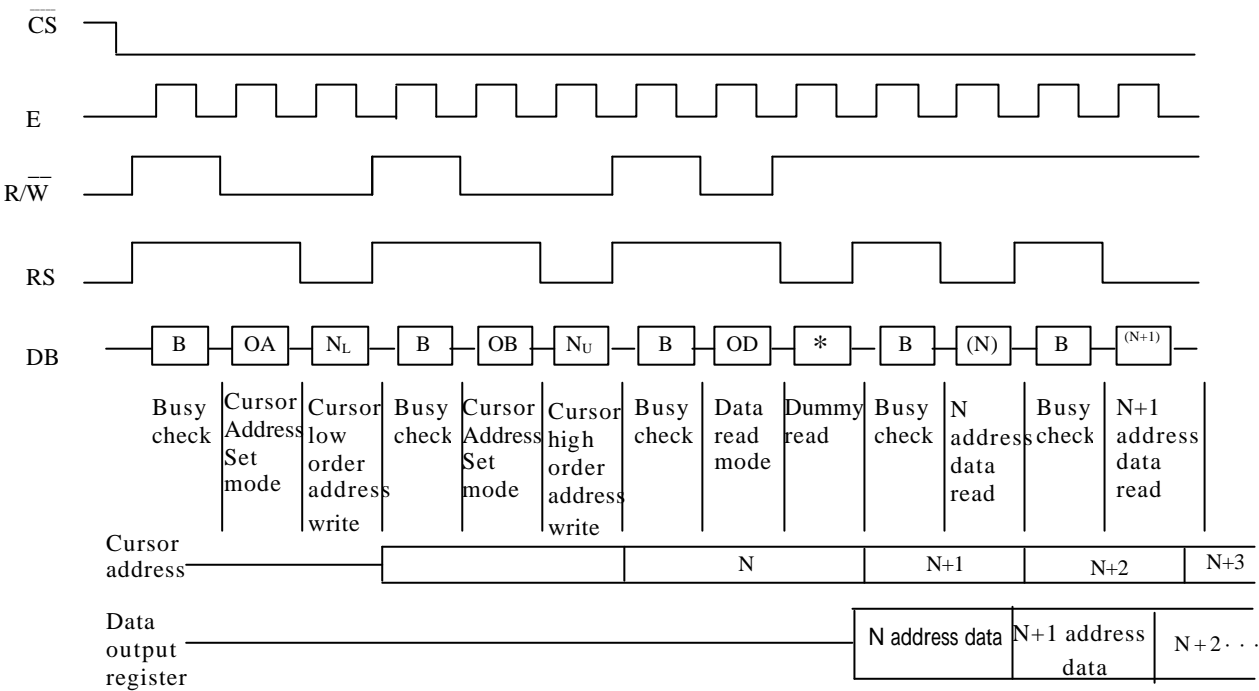 C̅S̅
E
R/W̅
RS
DB
B OA N_L B OB N_U B OD * B (N) B (N+1)
Busy check
Cursor Address Set mode
Cursor low order address write
Busy check
Cursor Address Set mode
Cursor high order address write
Busy check
Data read mode
Dummy read
Busy check
N address data read
Busy check
N+1 address data read
Cursor address
N N+1 N+2 N+3
Data output register
N address data
N+1 address data
N+2···